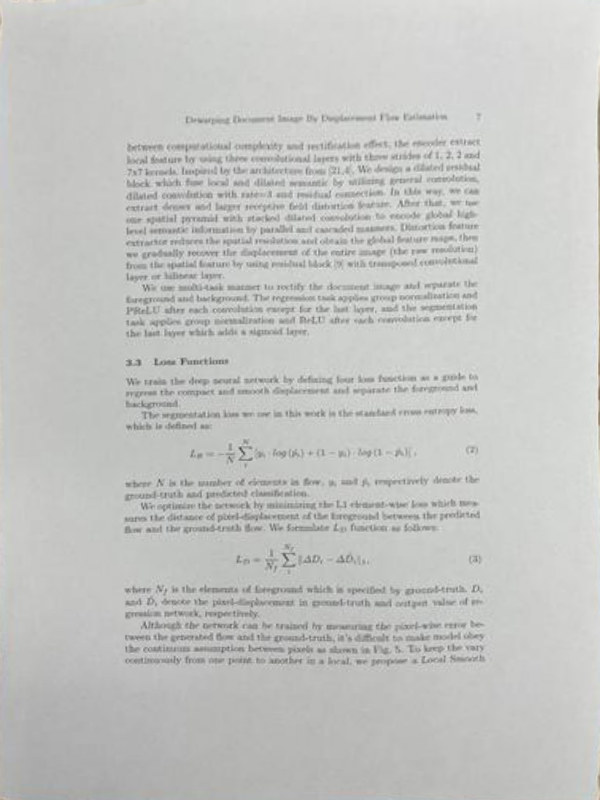 Dewarping Document Image By Displacement Flow Estimation 7
between computational complexity and rectification effect, the encoder extract
local feature by using three convolutional layers with three strides of 1, 2, 2 and
7x7 kernels. Inspired by the architecture from [21,4], We design a dilated residual
block which fuse local and dilated semantic by utilizing general convolution,
dilated convolution with rate=3 and residual connection. In this way, we can
extract denser and larger receptive field distortion feature. After that, we use
one spatial pyramid with stacked dilated convolution to encode global high-
level semantic information by parallel and cascaded manners. Distortion feature
extractor reduces the spatial resolution and obtain the global feature maps, then
we gradually recover the displacement of the entire image (the raw resolution)
from the spatial feature by using residual block [9] with transposed convolutional
layer or bilinear layer.
We use multi-task manner to rectify the document image and separate the
foreground and background. The regression task applies group normalization and
PReLU after each convolution except for the last layer, and the segmentation
task applies group normalization and ReLU after each convolution except for
the last layer which adds a sigmoid layer.
3.3 Loss Functions
We train the deep neural network by defining four loss function as a guide to
regress the compact and smooth displacement and separate the foreground and
background.
The segmentation loss we use in this work is the standard cross entropy loss,
which is defined as:
L_B = -\frac{1}{N} \sum_{i}^{N} [y_i · log (p̂_i) + (1 − y_i) · log (1 − p̂_i)] , (2)
where N is the number of elements in flow, y_i and p̂_i respectively denote the
ground-truth and predicted classification.
We optimize the network by minimizing the L1 element-wise loss which mea-
sures the distance of pixel-displacement of the foreground between the predicted
flow and the ground-truth flow. We formulate L_D function as follows:
L_D = \frac{1}{N_f} \sum_{i}^{N_f} ‖ΔD_i − ΔD̂_i‖_1, (3)
where N_f is the elements of foreground which is specified by ground-truth. D_i
and D̂_i denote the pixel-displacement in ground-truth and output value of re-
gression network, respectively.
Although the network can be trained by measuring the pixel-wise error be-
tween the generated flow and the ground-truth, it's difficult to make model obey
the continuum assumption between pixels as shown in Fig. 5. To keep the vary
continuously from one point to another in a local, we propose a Local Smooth